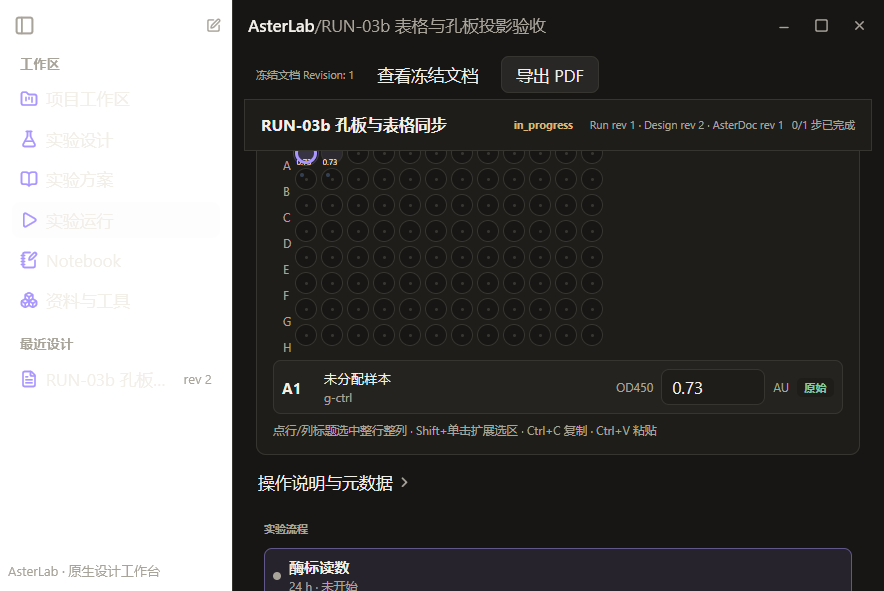 AsterLab/RUN-03b 表格与孔板投影验收
工作区
项目工作区
实验设计
实验方案
实验运行
Notebook
资料与工具
最近设计
RUN-03b 孔板... rev 2
AsterLab · 原生设计工作台
冻结文档 Revision: 1 查看冻结文档 导出 PDF
RUN-03b 孔板与表格同步 in_progress Run rev 1 · Design rev 2 · AsterDoc rev 1 0/1 步已完成
0.73 0.73
A
B
C
D
E
F
G
H
A1 未分配样本 OD450 0.73 AU 原始
g-ctrl
点行/列标题选中整行整列 · Shift+单击扩展选区 · Ctrl+C 复制 · Ctrl+V 粘贴
操作说明与元数据
实验流程
酶标读数
24 h · 未开始